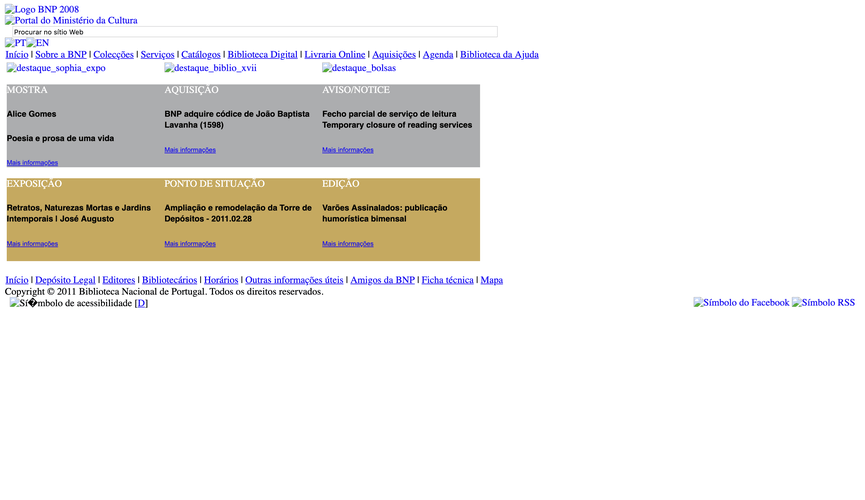 Logo BNP 2008
Portal do Ministério da Cultura
Procurar no sítio Web
PT EN
Início | Sobre a BNP | Colecções | Serviços | Catálogos | Biblioteca Digital | Livraria Online | Aquisições | Agenda | Biblioteca da Ajuda
destaque_sophia_expo destaque_biblio_xvii destaque_bolsas
MOSTRA
Alice Gomes
Poesia e prosa de uma vida
Mais informações
AQUISIÇÃO
BNP adquire códice de João Baptista
Lavanha (1598)
Mais informações
AVISO/NOTICE
Fecho parcial de serviço de leitura
Temporary closure of reading services
Mais informações
EXPOSIÇÃO
Retratos, Naturezas Mortas e Jardins
Intemporais | José Augusto
Mais informações
PONTO DE SITUAÇÃO
Ampliação e remodelação da Torre de
Depósitos - 2011.02.28
Mais informações
EDIÇÃO
Varões Assinalados: publicação
humorística bimensal
Mais informações
Início | Depósito Legal | Editores | Bibliotecários | Horários | Outras informações úteis | Amigos da BNP | Ficha técnica | Mapa
Copyright © 2011 Biblioteca Nacional de Portugal. Todos os direitos reservados.
Sí�mbolo de acessibilidade [D] Símbolo do Facebook Símbolo RSS